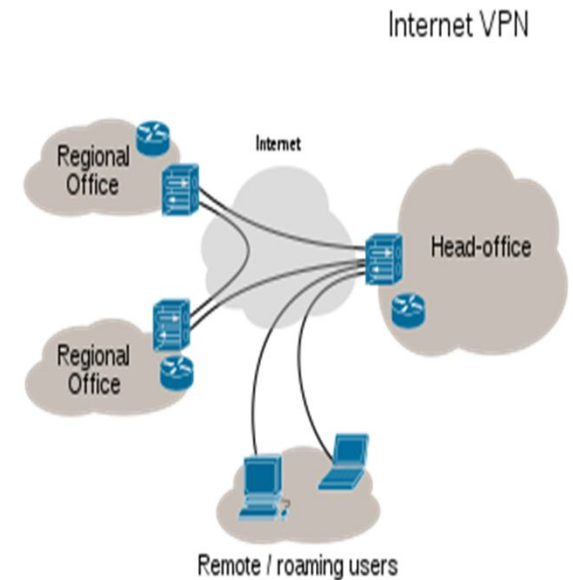 Internet VPN
Internet
Regional
Office
Head-office
Regional
Office
Remote / roaming users